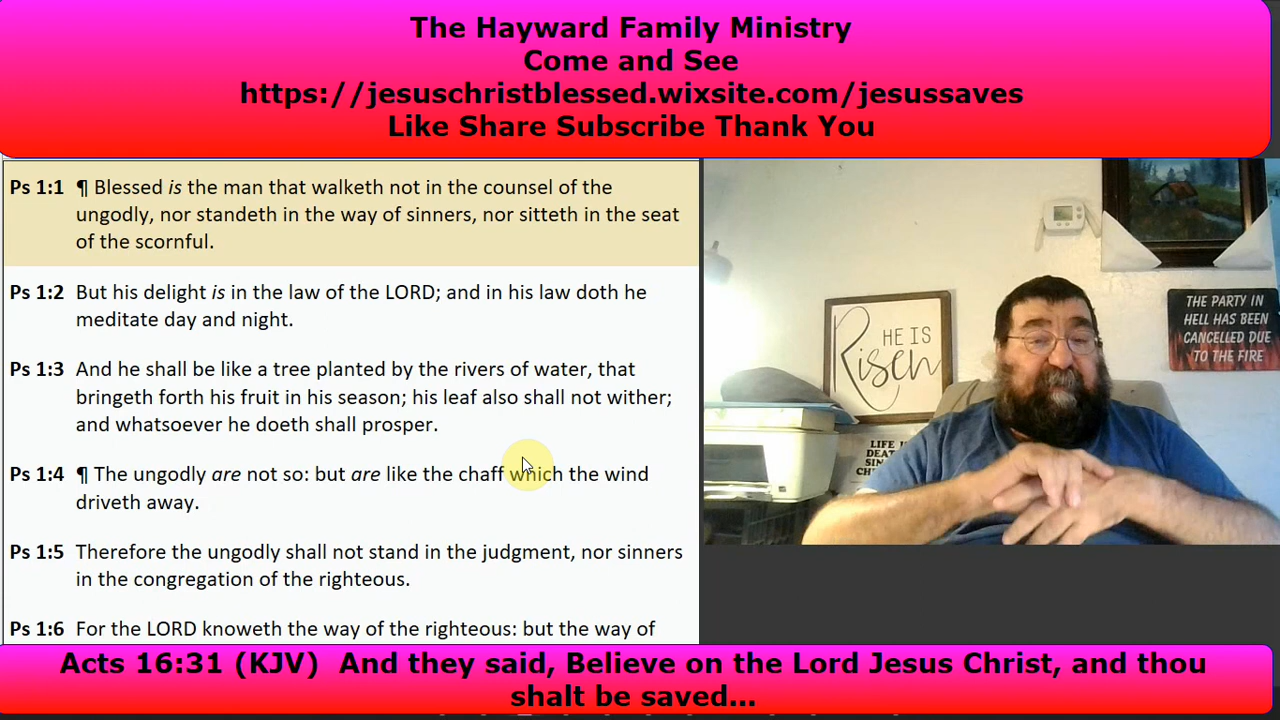 The Hayward Family Ministry
Come and See
https://jesuschristblessed.wixsite.com/jesussaves
Like Share Subscribe Thank You
Ps 1:1 ¶ Blessed is the man that walketh not in the counsel of the
ungodly, nor standeth in the way of sinners, nor sitteth in the seat
of the scornful.
Ps 1:2 But his delight is in the law of the LORD; and in his law doth he
meditate day and night.
Ps 1:3 And he shall be like a tree planted by the rivers of water, that
bringeth forth his fruit in his season; his leaf also shall not wither;
and whatsoever he doeth shall prosper.
Ps 1:4 ¶ The ungodly are not so: but are like the chaff which the wind
driveth away.
Ps 1:5 Therefore the ungodly shall not stand in the judgment, nor sinners
in the congregation of the righteous.
Ps 1:6 For the LORD knoweth the way of the righteous: but the way of
HE IS
Risen
THE PARTY IN
HELL HAS BEEN
CANCELLED DUE
TO THE FIRE
Acts 16:31 (KJV) And they said, Believe on the Lord Jesus Christ, and thou
shalt be saved...